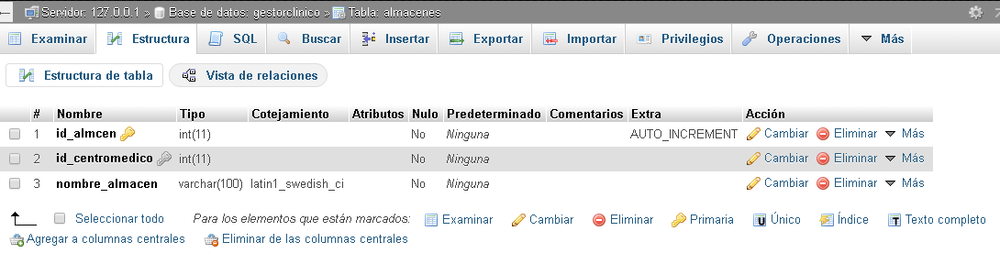 Servidor: 127.0.0.1 » Base de datos: gestorclinico » Tabla: almacenes
Examinar Estructura SQL Buscar Insertar Exportar Importar Privilegios Operaciones Más
Estructura de tabla Vista de relaciones
# Nombre Tipo Cotejamiento Atributos Nulo Predeterminado Comentarios Extra Acción
1 id_almcen int(11) No Ninguna AUTO_INCREMENT Cambiar Eliminar Más
2 id_centromedico int(11) No Ninguna Cambiar Eliminar Más
3 nombre_almacen varchar(100) latin1_swedish_ci No Ninguna Cambiar Eliminar Más
Seleccionar todo Para los elementos que están marcados: Examinar Cambiar Eliminar Primaria Único Índice Texto completo
Agregar a columnas centrales Eliminar de las columnas centrales